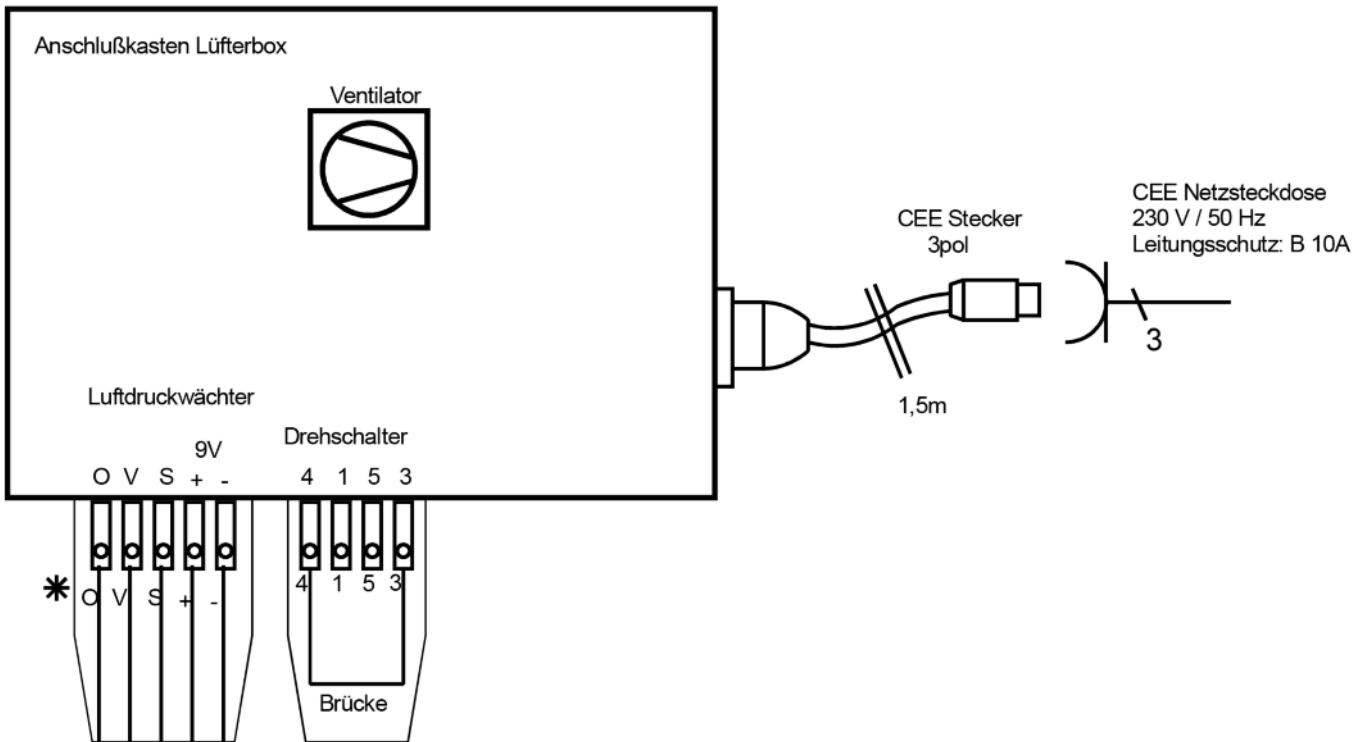 Anschlußkasten Lüfterbox
Ventilator
CEE Stecker
3pol
CEE Netzsteckdose
230 V / 50 Hz
Leitungsschutz: B 10A
3
1,5m
Luftdruckwächter
9V
O V S + -
Drehschalter
4 1 5 3
* O V S + -
4 1 5 3
Brücke